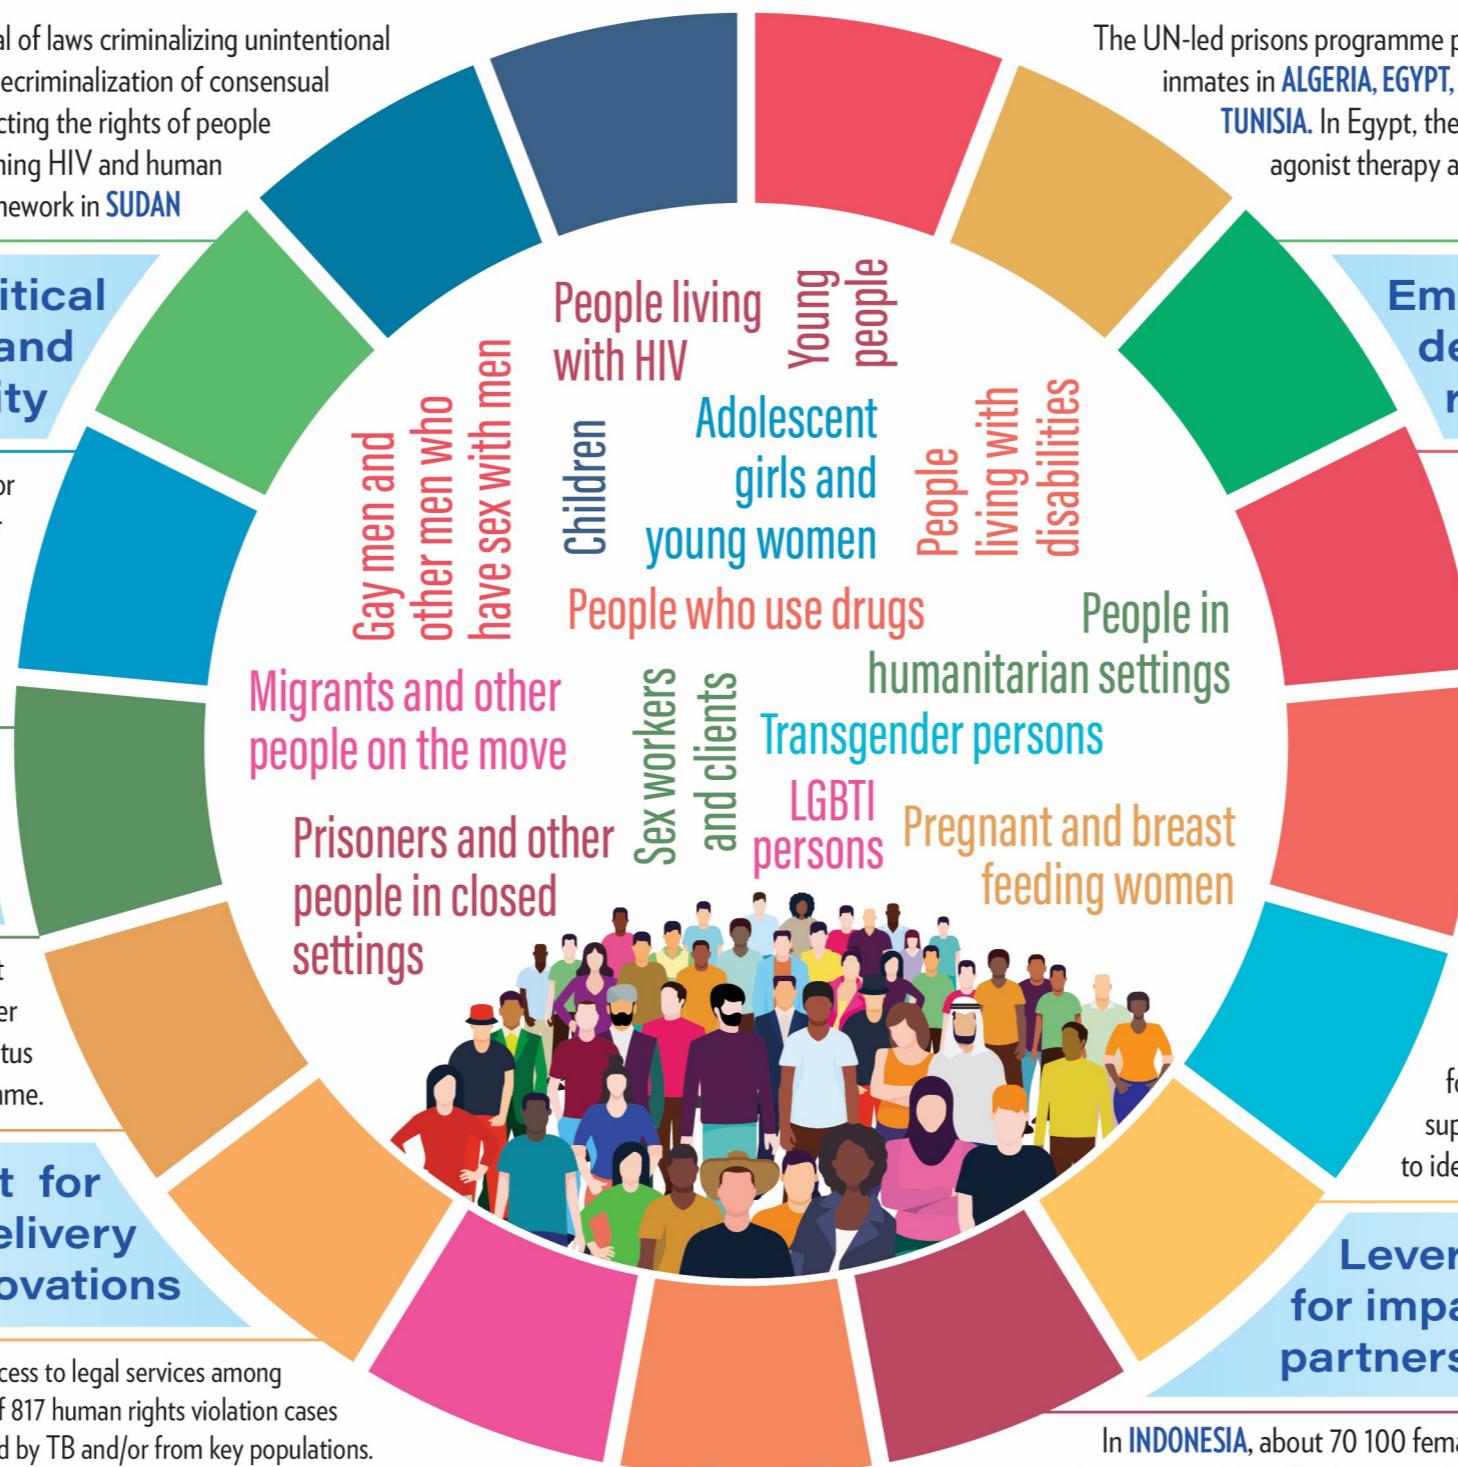 al of laws criminalizing unintentional
ecriminalization of consensual
cting the rights of people
ning HIV and human
nework in SUDAN
The UN-led prisons programme p
inmates in ALGERIA, EGYPT,
TUNISIA. In Egypt, the
agonist therapy a
itical
and
ity
Em
de
r
or
People living
with HIV
Young
people
Gay men and
other men who
have sex with men
Children
Adolescent
girls and
young women
People
living with
disabilities
People who use drugs
People in
humanitarian settings
Migrants and other
people on the move
Sex workers
and clients
Transgender persons
LGBTI
persons
Pregnant and breast
feeding women
Prisoners and other
people in closed
settings
t
er
tus
me.
t for
elivery
ovations
fo
sup
to ide
Lever
for impa
partners
cess to legal services among
f 817 human rights violation cases
d by TB and/or from key populations.
In INDONESIA, about 70 100 fema